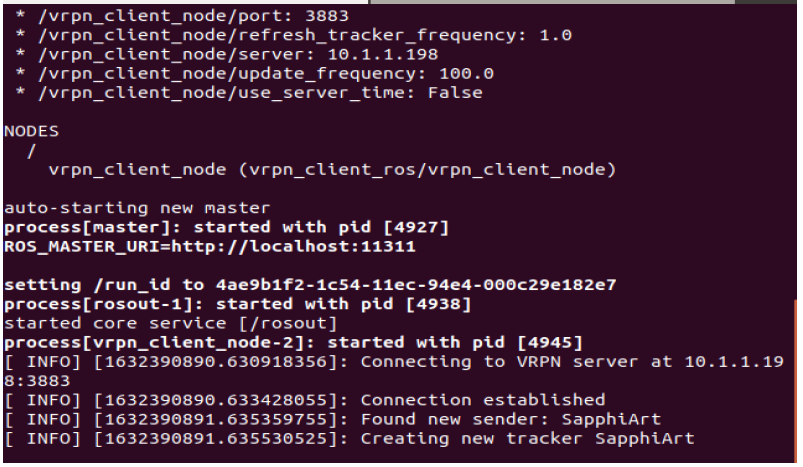 * /vrpn_client_node/port: 3883
* /vrpn_client_node/refresh_tracker_frequency: 1.0
* /vrpn_client_node/server: 10.1.1.198
* /vrpn_client_node/update_frequency: 100.0
* /vrpn_client_node/use_server_time: False
NODES
/
vrpn_client_node (vrpn_client_ros/vrpn_client_node)
auto-starting new master
process[master]: started with pid [4927]
ROS_MASTER_URI=http://localhost:11311
setting /run_id to 4ae9b1f2-1c54-11ec-94e4-000c29e182e7
process[rosout-1]: started with pid [4938]
started core service [/rosout]
process[vrpn_client_node-2]: started with pid [4945]
[ INFO] [1632390890.630918356]: Connecting to VRPN server at 10.1.1.19
8:3883
[ INFO] [1632390890.633428055]: Connection established
[ INFO] [1632390891.635359755]: Found new sender: SapphiArt
[ INFO] [1632390891.635530525]: Creating new tracker SapphiArt